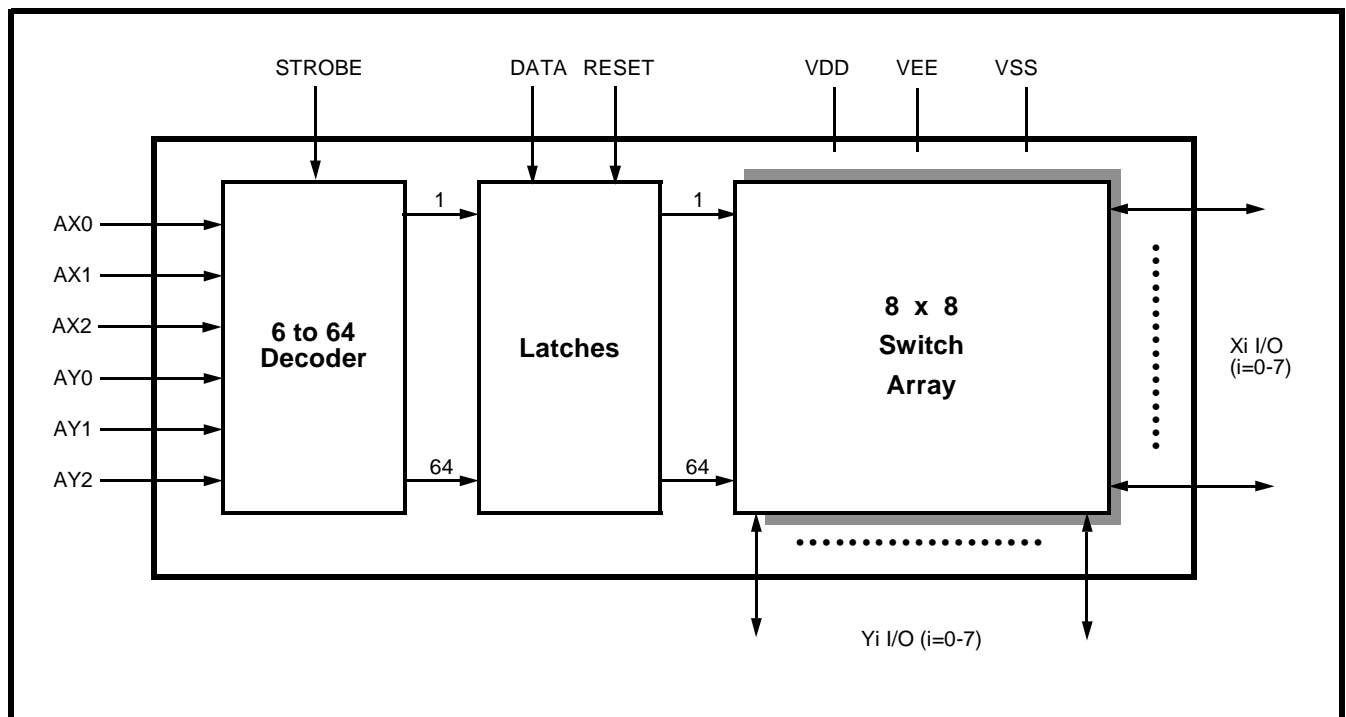 STROBE
DATA
RESET
VDD
VEE
VSS
AX0
AX1
AX2
AY0
AY1
AY2
6 to 64
Decoder
1
64
Latches
1
64
8 x 8
Switch
Array
Xi I/O
(i=0-7)
Yi I/O (i=0-7)